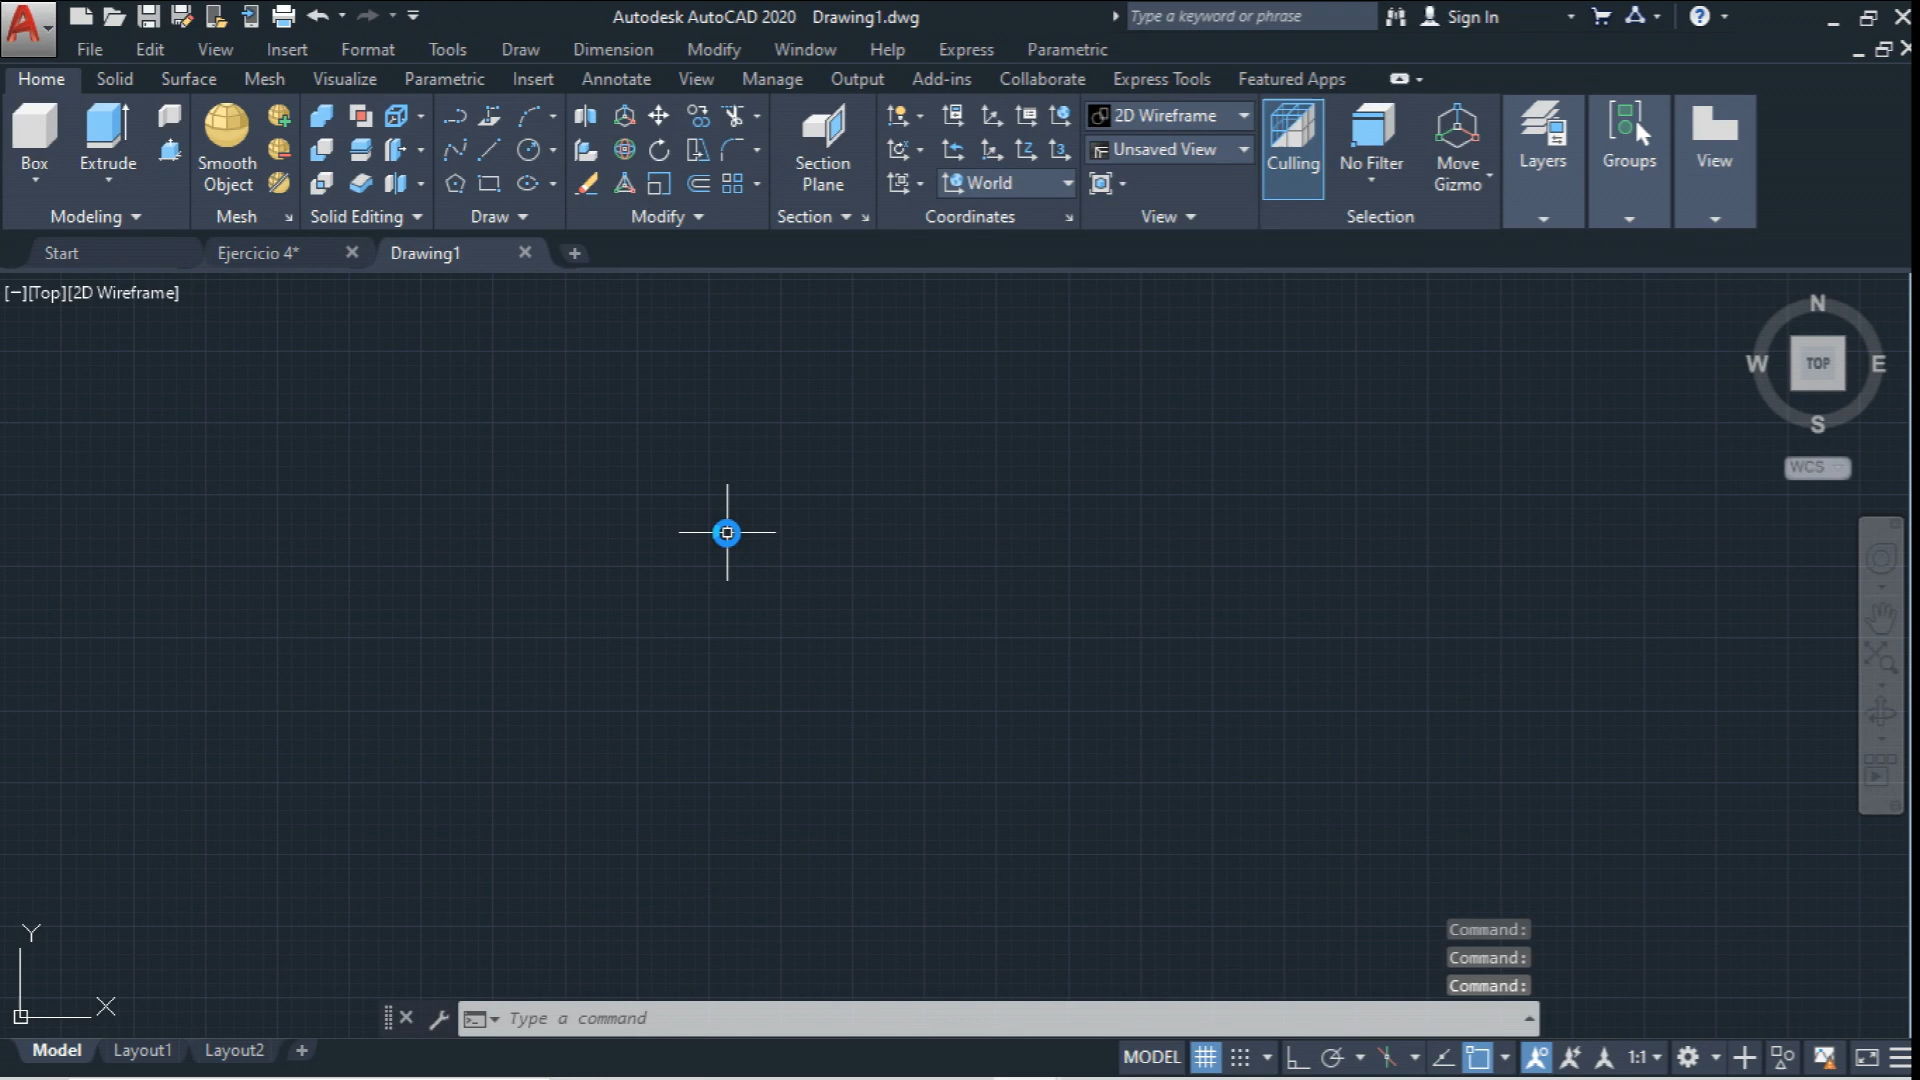 Autodesk AutoCAD 2020 Drawing1.dwg Type a keyword or phrase Sign In
File Edit View Insert Format Tools Draw Dimension Modify Window Help Express Parametric
Home Solid Surface Mesh Visualize Parametric Insert Annotate View Manage Output Add-ins Collaborate Express Tools Featured Apps
2D Wireframe
Unsaved View
World
Box
Extrude
Smooth
Object
Section
Plane
Culling
No Filter
Move
Gizmo
Layers
Groups
View
Modeling Mesh Solid Editing Draw Modify Section Coordinates View Selection
Start Ejercicio 4* Drawing1
[−][Top][2D Wireframe]
N
W TOP E
S
WCS
Y
X
Command:
Command:
Command:
Type a command
Model Layout1 Layout2
MODEL 1:1